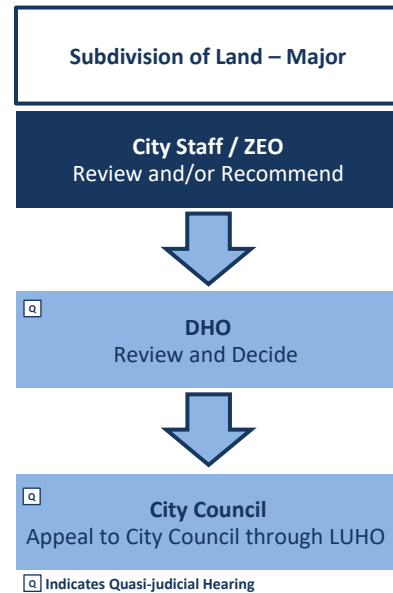 Subdivision of Land – Major
City Staff / ZEO
Review and/or Recommend
Q
DHO
Review and Decide
Q
City Council
Appeal to City Council through LUHO
Q Indicates Quasi-judicial Hearing